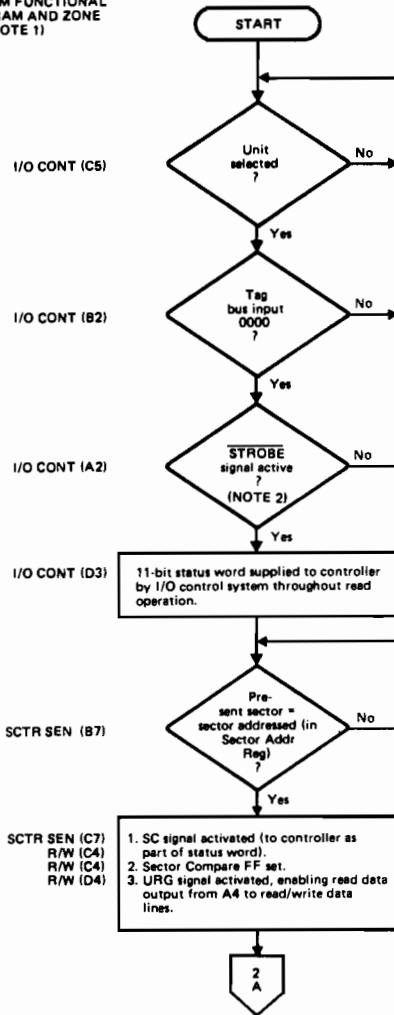 M FUNCTIONAL
AM AND ZONE
OTE 1)
START
I/O CONT (C5)
Unit
selected
?
No
Yes
I/O CONT (B2)
Tag
bus input
0000
?
No
Yes
I/O CONT (A2)
STROBE
signal active
?
(NOTE 2)
No
Yes
I/O CONT (D3)
11-bit status word supplied to controller
by I/O control system throughout read
operation.
SCTR SEN (B7)
Pre-
sent sector =
sector addressed (in
Sector Addr
Reg)
?
No
Yes
SCTR SEN (C7)
R/W (C4)
R/W (C4)
R/W (D4)
1. SC signal activated (to controller as
part of status word).
2. Sector Compare FF set.
3. URG signal activated, enabling read data
output from A4 to read/write data
lines.
2
A